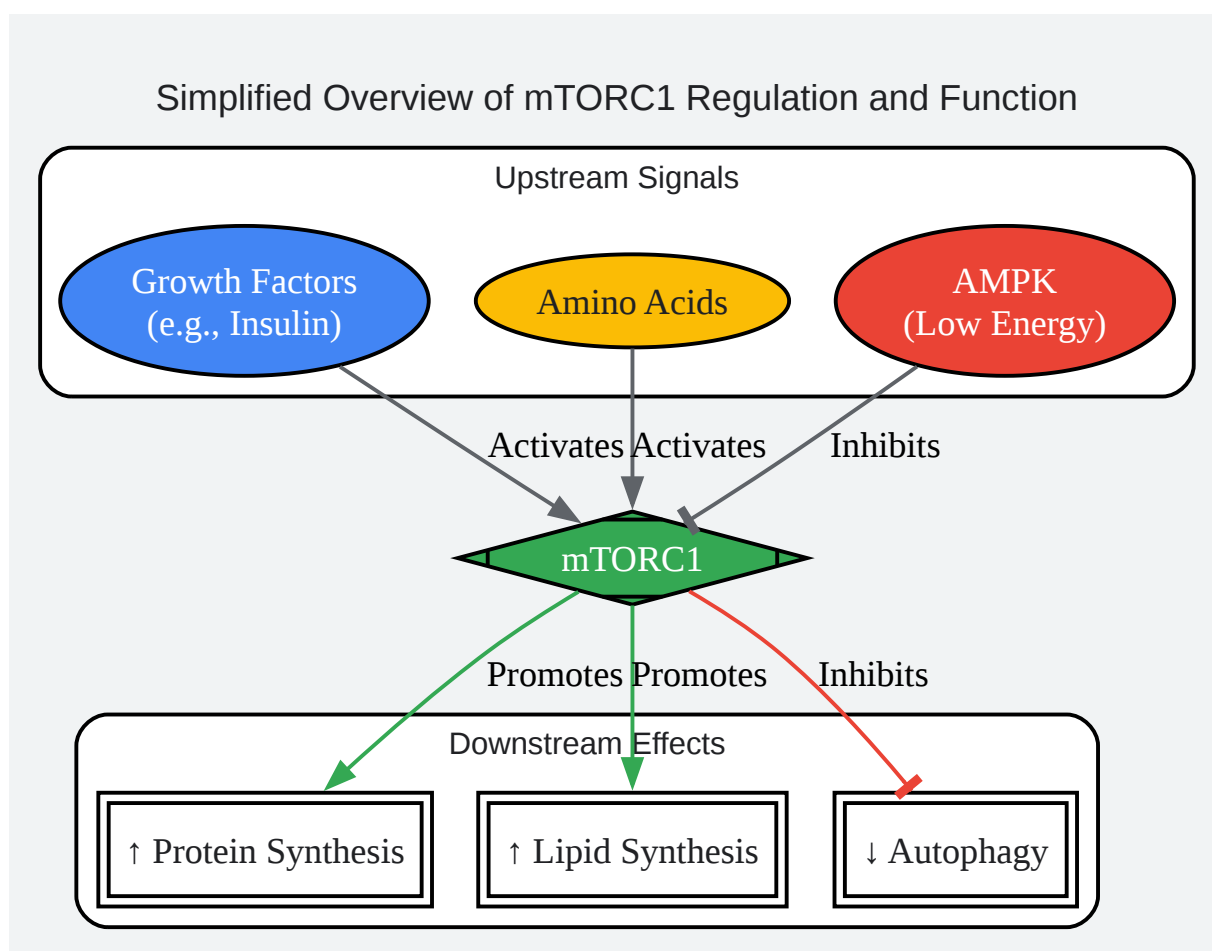 Simplified Overview of mTORC1 Regulation and Function
Upstream Signals
Growth Factors
(e.g., Insulin)
Amino Acids
AMPK
(Low Energy)
Activates
Activates
Inhibits
mTORC1
Promotes
Promotes
Inhibits
Downstream Effects
↑ Protein Synthesis
↑ Lipid Synthesis
↓ Autophagy